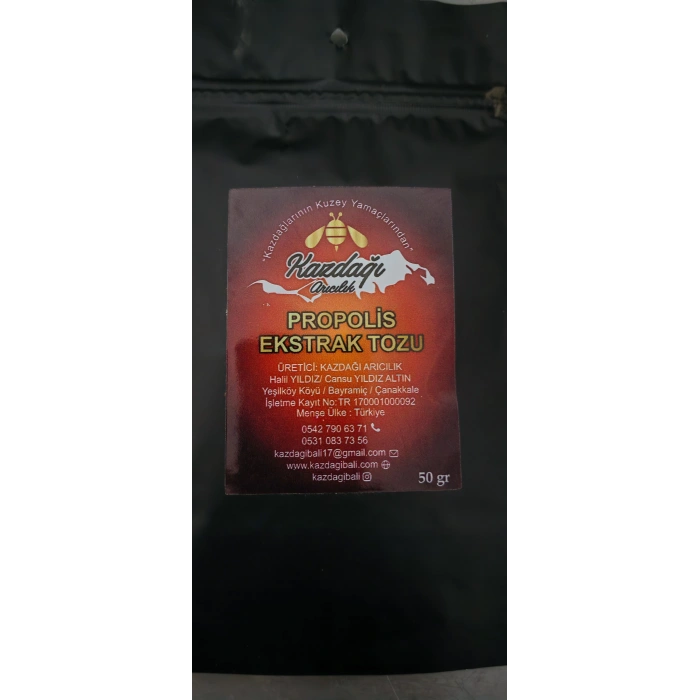 "Kazdağlarının Kuzey Yamaçlarından"
Kazdağı
Arıcılık
PROPOLİS
EKSTRAK TOZU
ÜRETİCİ: KAZDAĞI ARICILIK
Halil YILDIZ/ Cansu YILDIZ ALTIN
Yeşilköy Köyü / Bayramiç / Çanakkale
İşletme Kayıt No: TR 170001000092
Menşe Ülke : Türkiye
0542 790 63 71
0531 083 73 56
kazdagibali17@gmail.com
www.kazdagibali.com
kazdagibali
50 gr